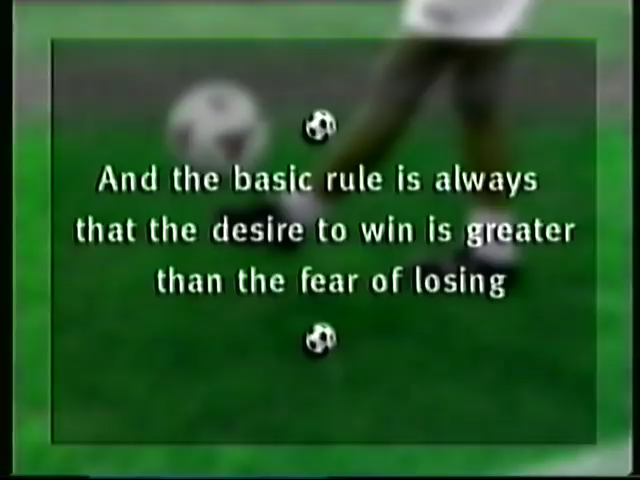 And the basic rule is always
that the desire to win is greater
than the fear of losing